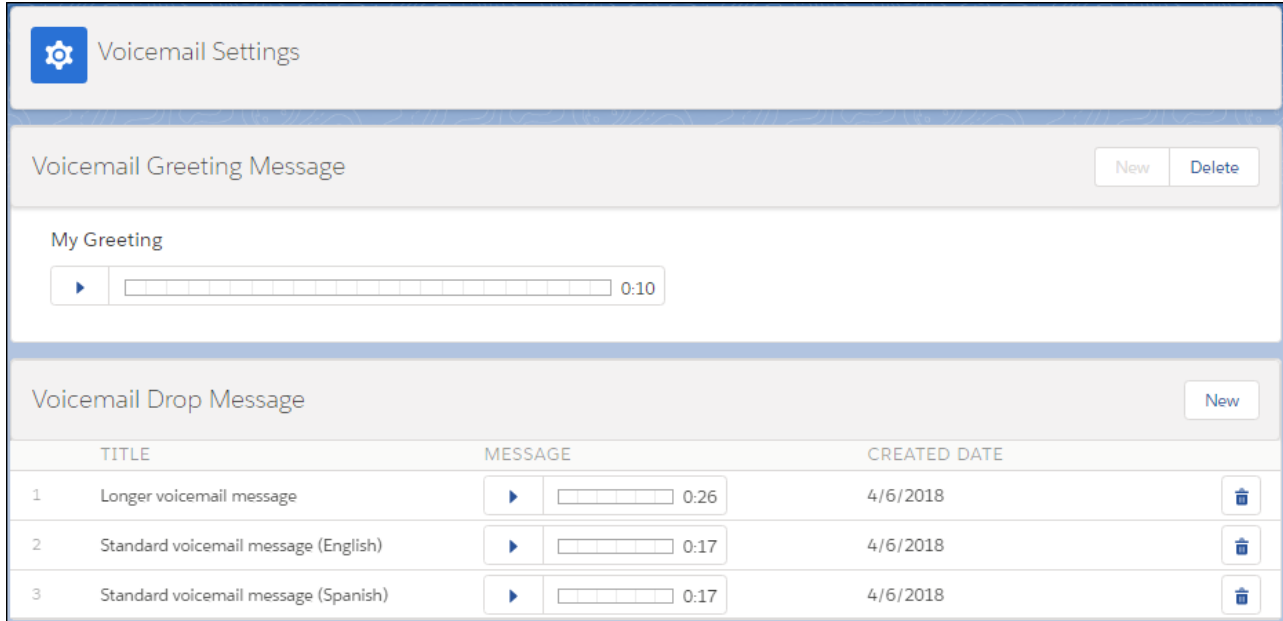 Voicemail Settings
Voicemail Greeting Message New Delete
My Greeting
0:10
Voicemail Drop Message New
TITLE MESSAGE CREATED DATE
1 Longer voicemail message 0:26 4/6/2018
2 Standard voicemail message (English) 0:17 4/6/2018
3 Standard voicemail message (Spanish) 0:17 4/6/2018